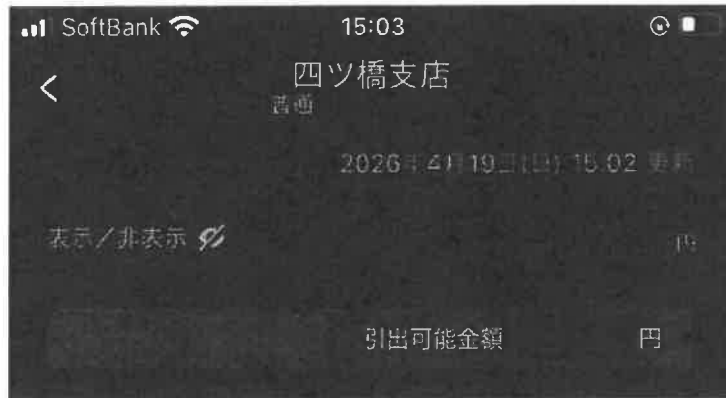 SoftBank 15:03
四ツ橋支店
普通
2026年4月19日(日) 15:02 更新
表示/非表示 円
引出可能金額 円